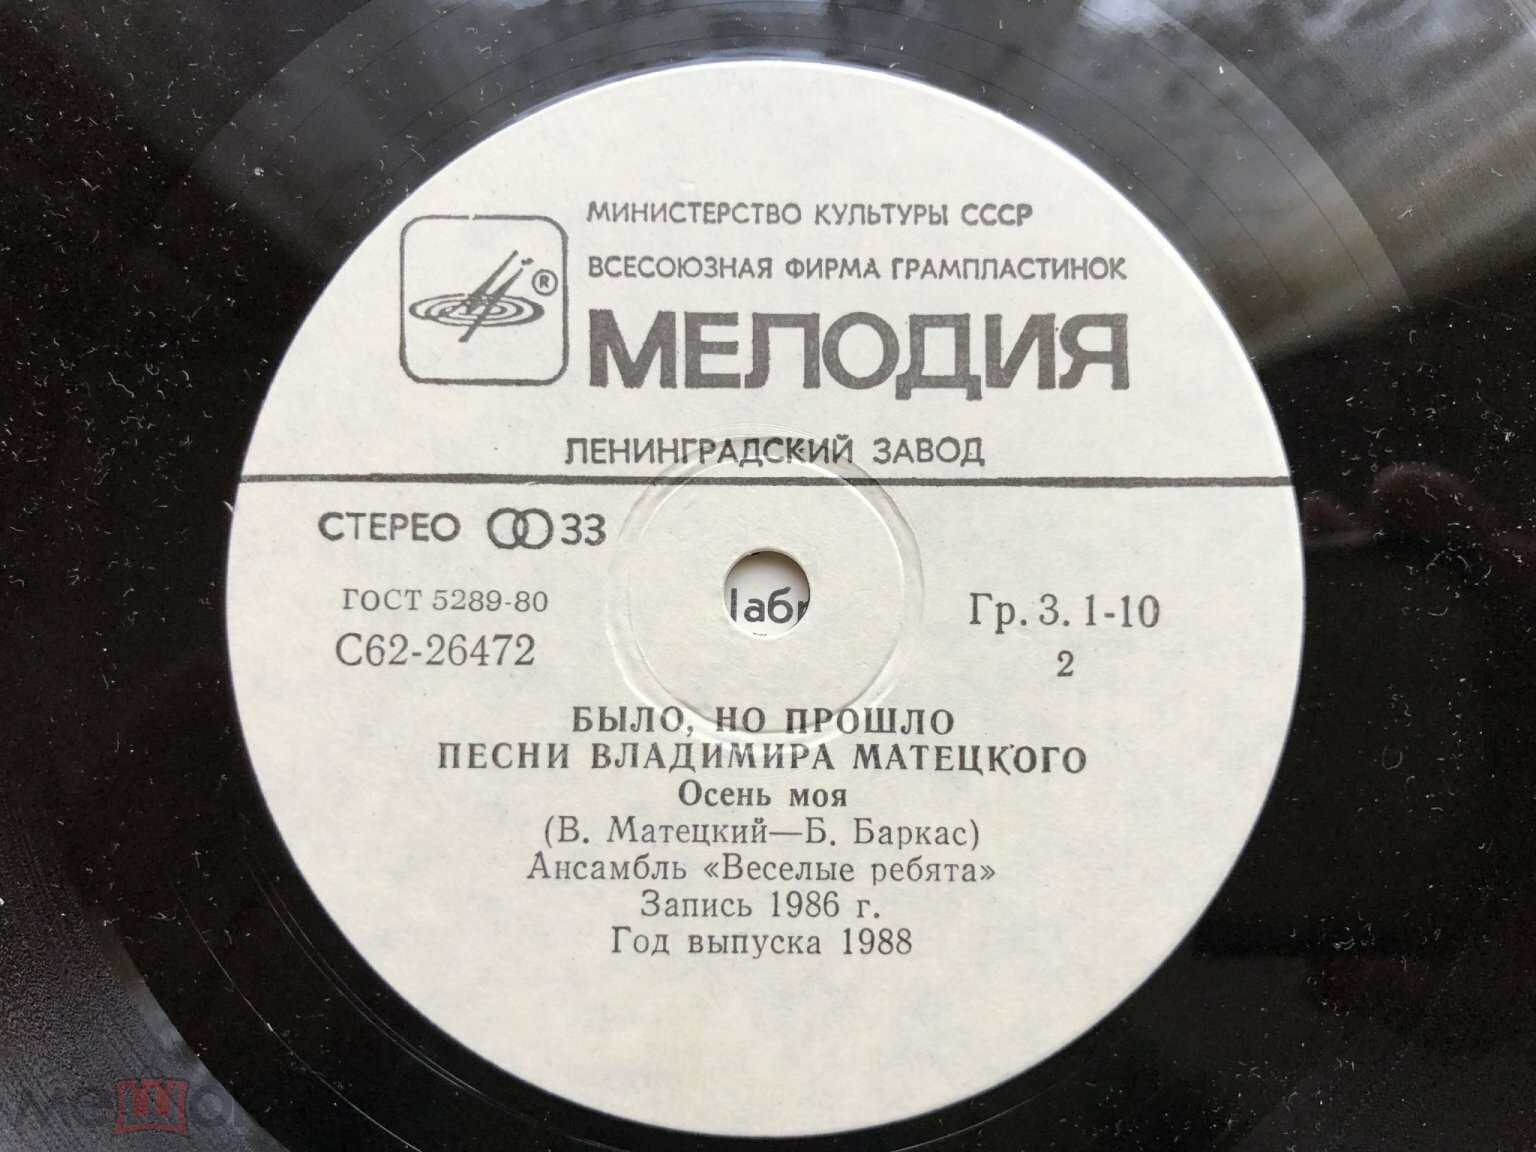 МИНИСТЕРСТВО КУЛЬТУРЫ СССР
ВСЕСОЮЗНАЯ ФИРМА ГРАМПЛАСТИНОК
®
МЕЛОДИЯ
ЛЕНИНГРАДСКИЙ ЗАВОД
СТЕРЕО 33
ГОСТ 5289-80
С62-26472
Гр. 3. 1-10
2
БЫЛО, НО ПРОШЛО
ПЕСНИ ВЛАДИМИРА МАТЕЦКОГО
Осень моя
(В. Матецкий—Б. Баркас)
Ансамбль «Веселые ребята»
Запись 1986 г.
Год выпуска 1988